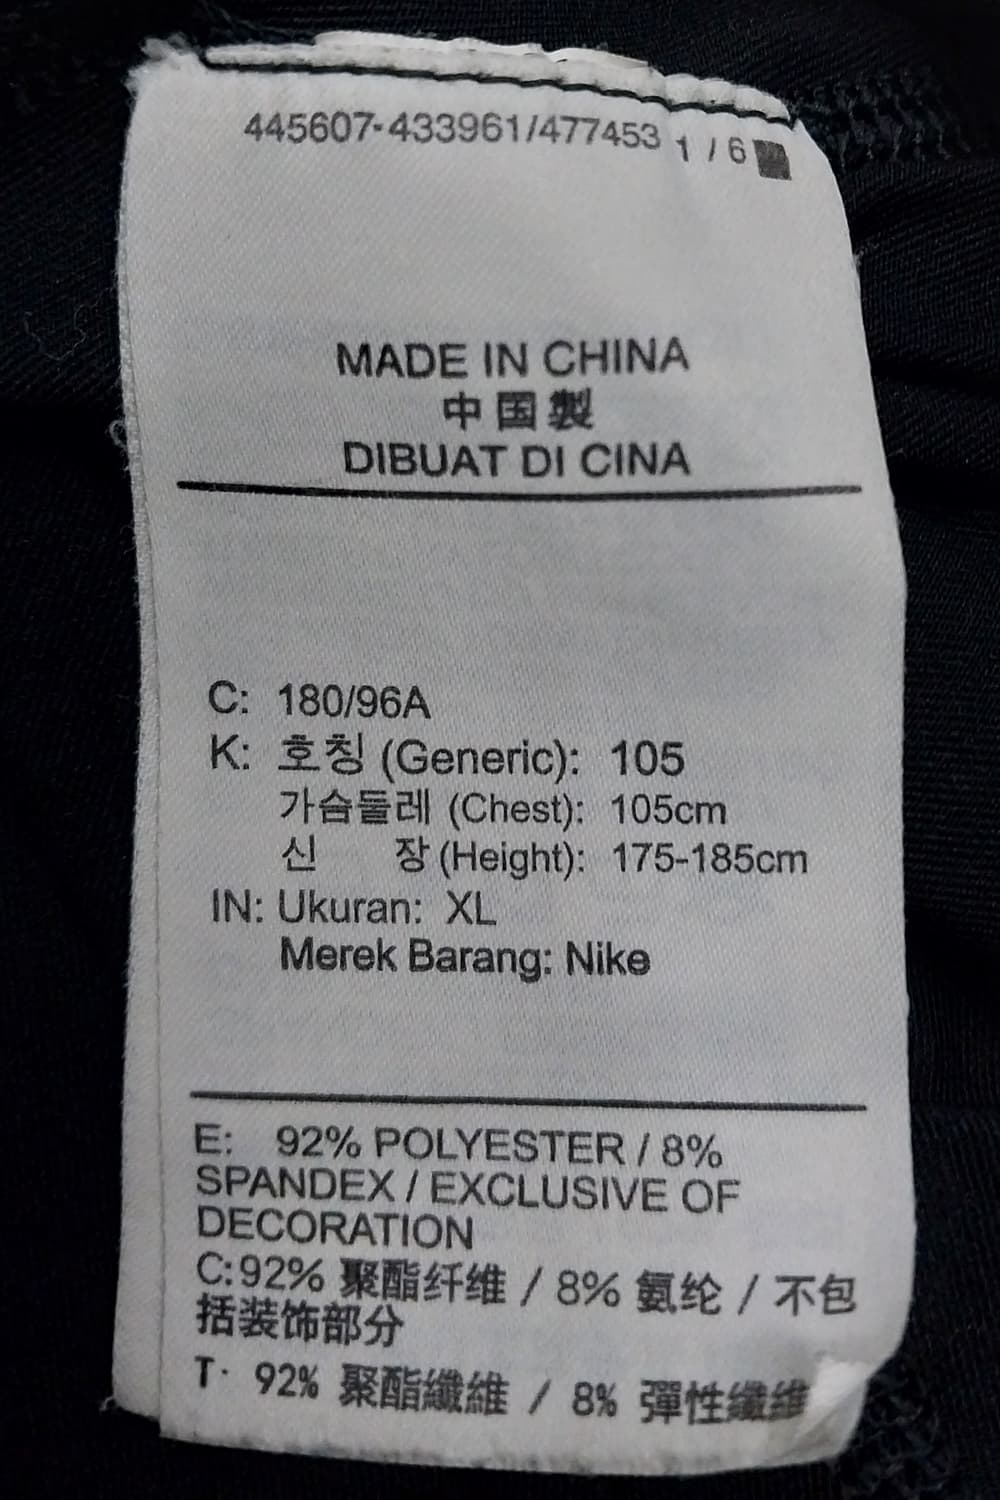 445607-433961/477453 1 / 6
MADE IN CHINA
中国製
DIBUAT DI CINA
C: 180/96A
K: 호칭 (Generic): 105
가슴둘레 (Chest): 105cm
신 장 (Height): 175-185cm
IN: Ukuran: XL
Merek Barang: Nike
E: 92% POLYESTER / 8%
SPANDEX / EXCLUSIVE OF
DECORATION
C:92% 聚酯纤维 / 8% 氨纶 / 不包
括装饰部分
T: 92% 聚酯纖維 / 8% 彈性纖維